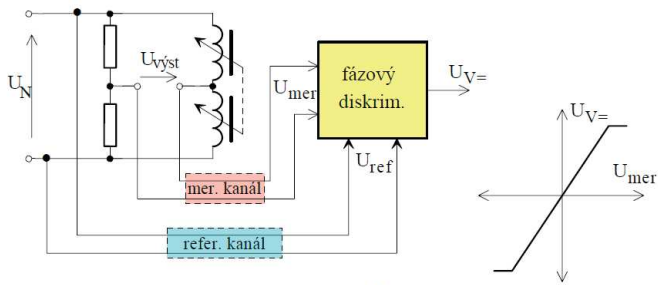 U_N
U_výst
U_mer
fázový
diskrim.
U_V=
U_ref
mer. kanál
refer. kanál
U_V=
U_mer